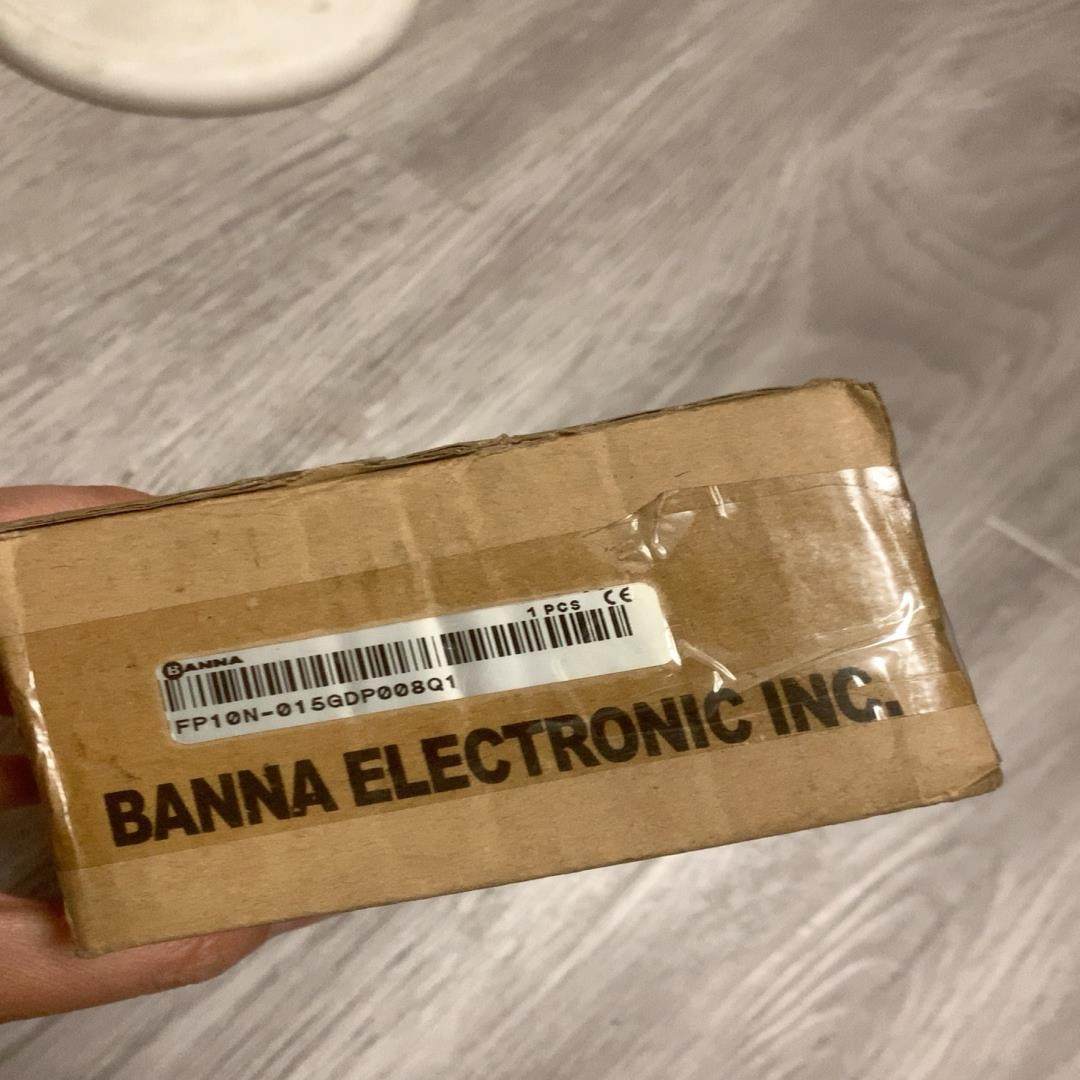 1 PCS CE
BANNA
FP10N-015GDP008Q1
BANNA ELECTRONIC INC.